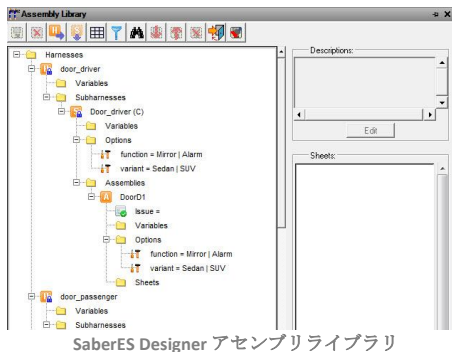 Assembly Library
Harnesses
door_driver
Variables
Subharnesses
Door_driver (C)
Variables
Options
function = Mirror | Alarm
variant = Sedan | SUV
Assemblies
DoorD1
Issue =
Variables
Options
function = Mirror | Alarm
variant = Sedan | SUV
Sheets
door_passenger
Variables
Subharnesses
Descriptions:
Edit
Sheets:
SaberES Designer アセンブリライブラリ